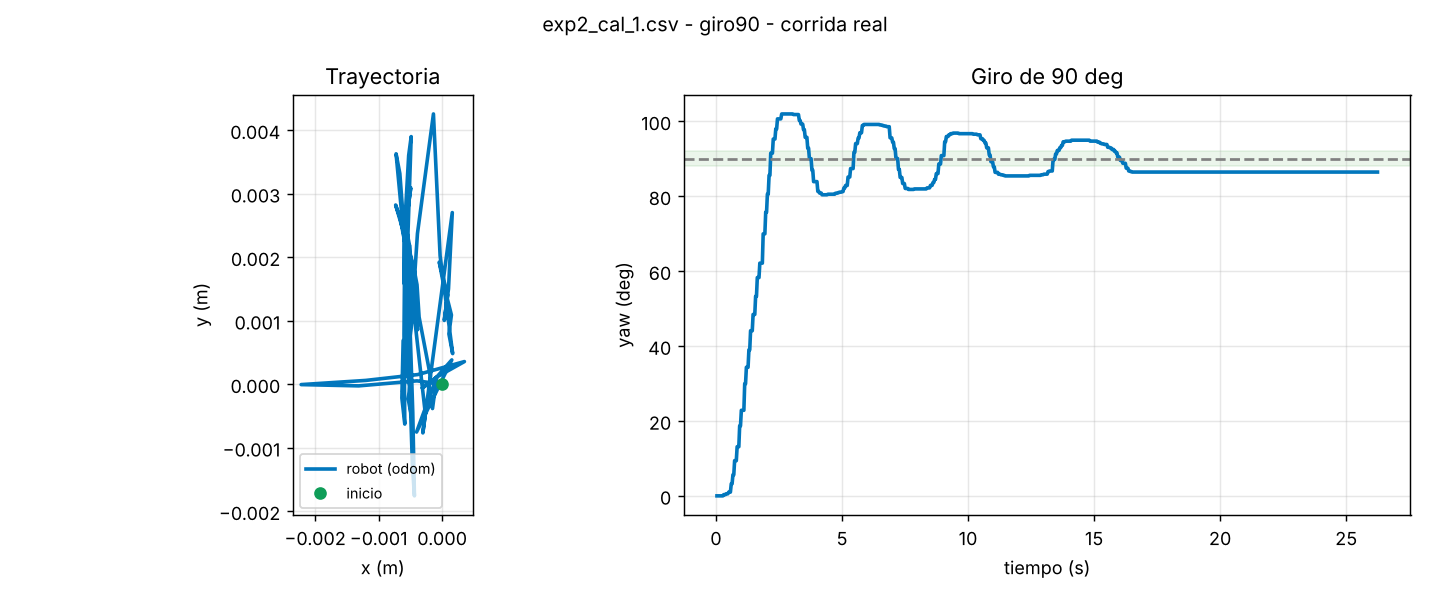 exp2_cal_1.csv - giro90 - corrida real
Trayectoria
0.004
0.003
0.002
0.001
0.000
−0.001
−0.002
−0.002 −0.001 0.000
y (m)
x (m)
robot (odom)
inicio
Giro de 90 deg
100
80
60
40
20
0
0 5 10 15 20 25
yaw (deg)
tiempo (s)